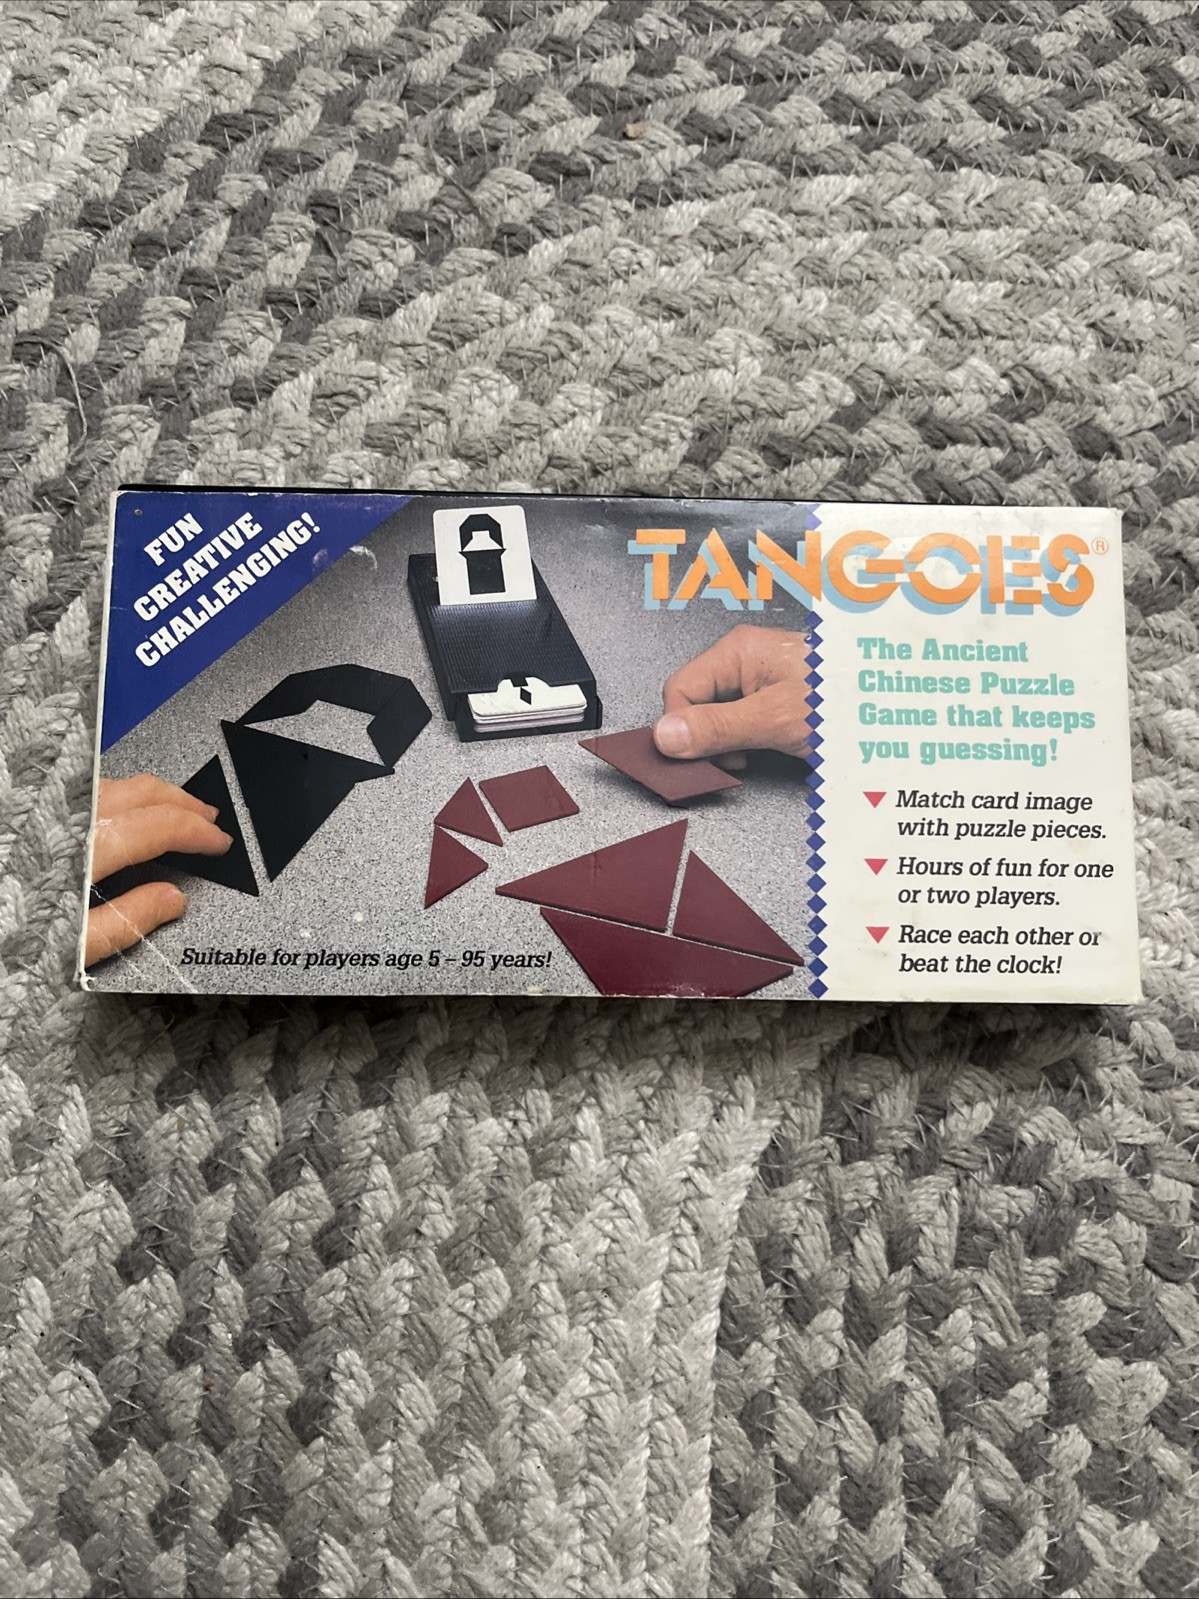 FUN
CREATIVE
CHALLENGING!
TANGOES®
The Ancient
Chinese Puzzle
Game that keeps
you guessing!
▼ Match card image
with puzzle pieces.
▼ Hours of fun for one
or two players.
▼ Race each other or
beat the clock!
Suitable for players age 5 – 95 years!